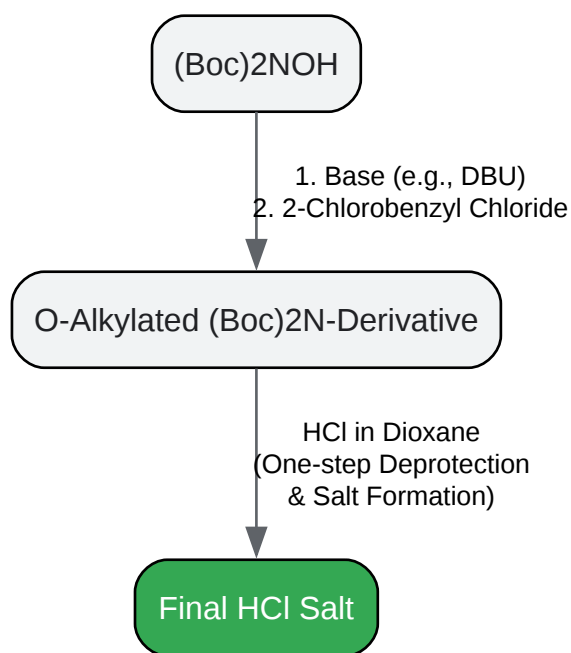 (Boc)2NOH
1. Base (e.g., DBU)
2. 2-Chlorobenzyl Chloride
O-Alkylated (Boc)2N-Derivative
HCl in Dioxane
(One-step Deprotection
& Salt Formation)
Final HCl Salt